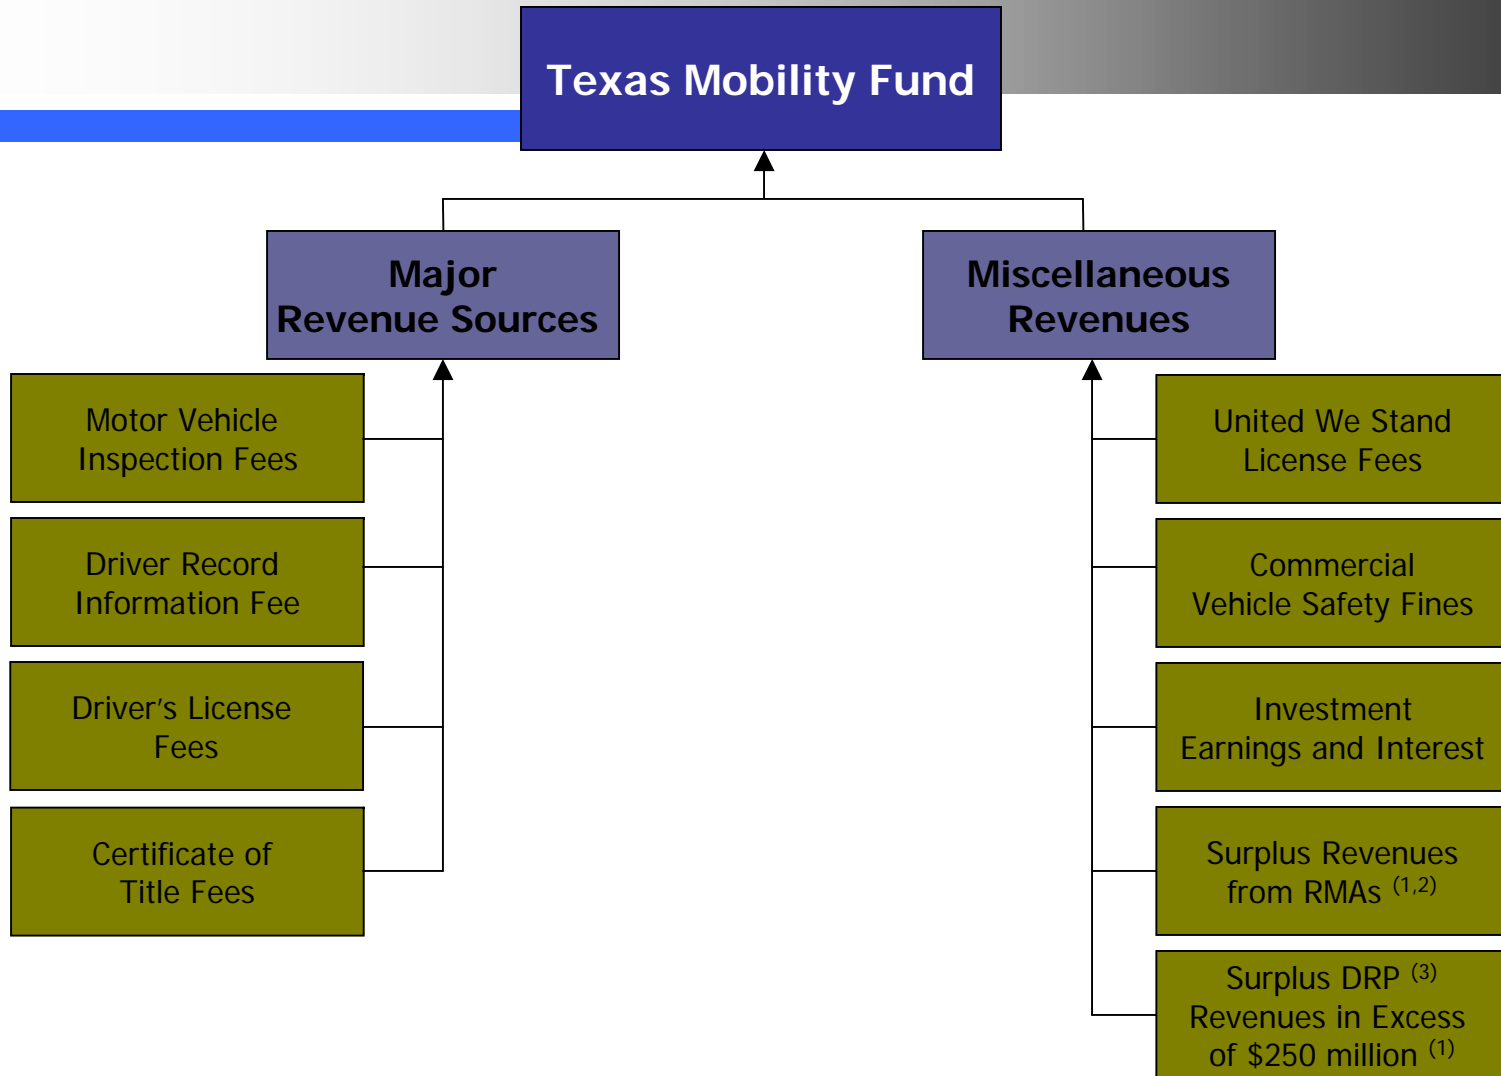 Texas Mobility Fund
Major
Revenue Sources
Motor Vehicle
Inspection Fees
Driver Record
Information Fee
Driver's License
Fees
Certificate of
Title Fees
Miscellaneous
Revenues
United We Stand
License Fees
Commercial
Vehicle Safety Fines
Investment
Earnings and Interest
Surplus Revenues
from RMAs (1,2)
Surplus DRP (3)
Revenues in Excess
of $250 million (1)